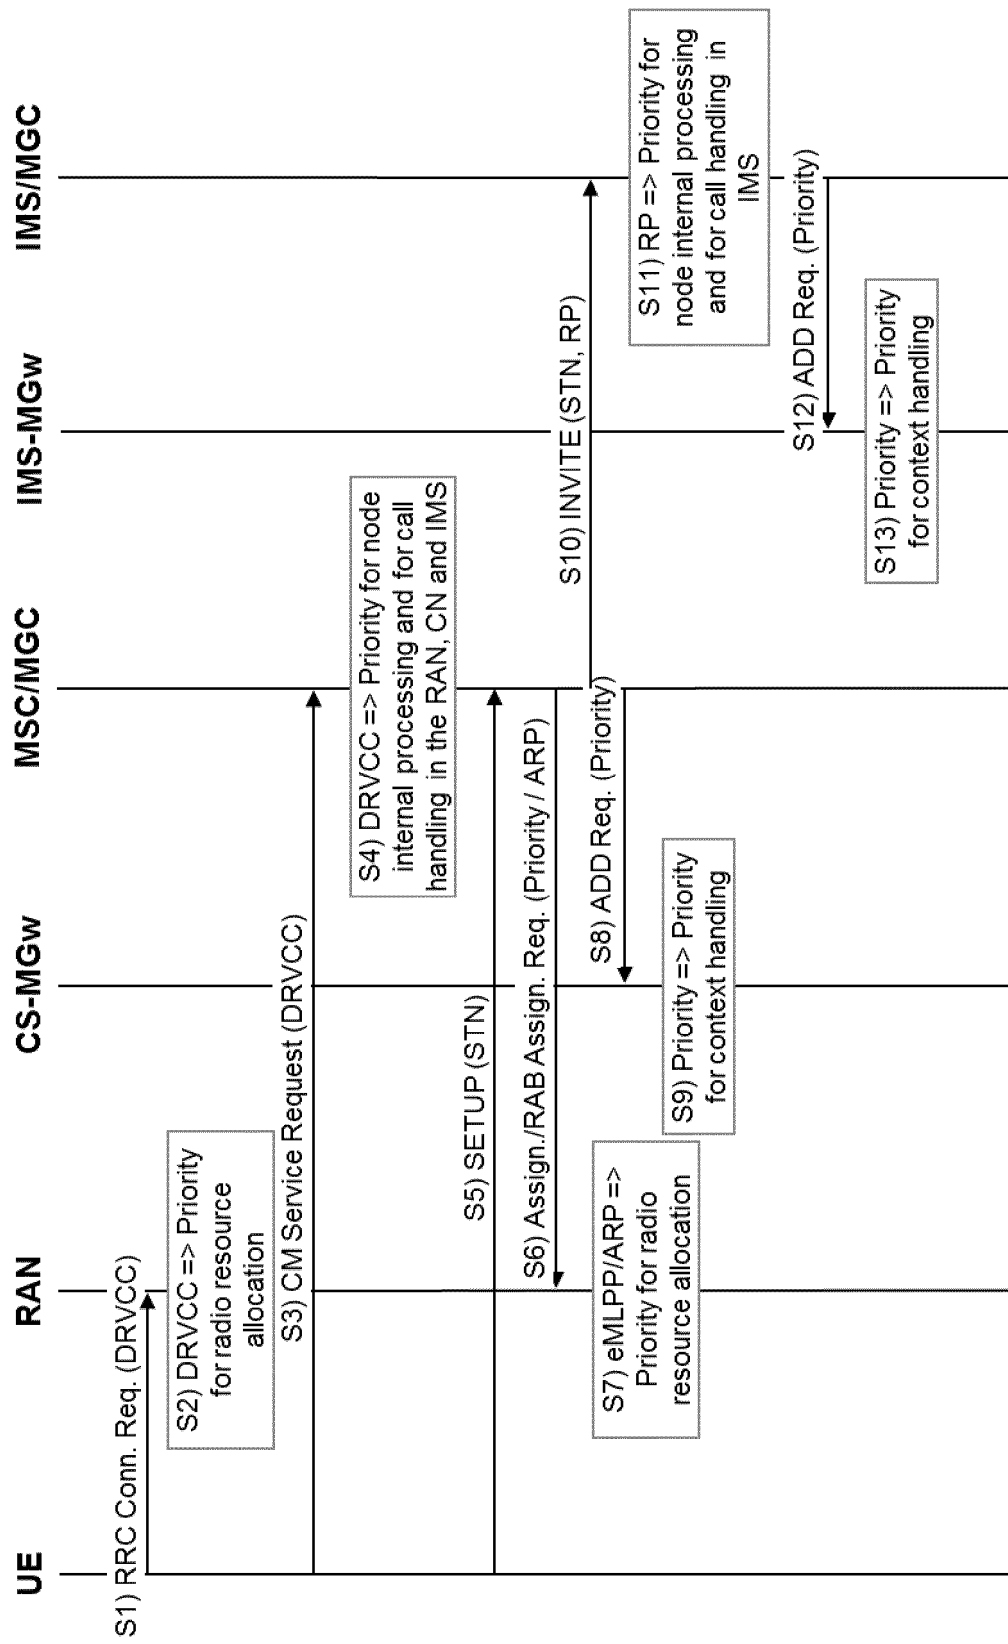 UE
RAN
CS-MGw
MSC/MGC
IMS-MGw
IMS/MGC
S1) RRC Conn. Req. (DRVCC)
S2) DRVCC => Priority
for radio resource
allocation
S3) CM Service Request (DRVCC)
S4) DRVCC => Priority for node
internal processing and for call
handling in the RAN, CN and IMS
S5) SETUP (STN)
S6) Assign./RAB Assign. Req. (Priority / ARP)
S7) eMLPP/ARP =>
Priority for radio
resource allocation
S8) ADD Req. (Priority)
S9) Priority => Priority
for context handling
S10) INVITE (STN, RP)
S11) RP => Priority for
node internal processing
and for call handling in
IMS
S12) ADD Req. (Priority)
S13) Priority => Priority
for context handling